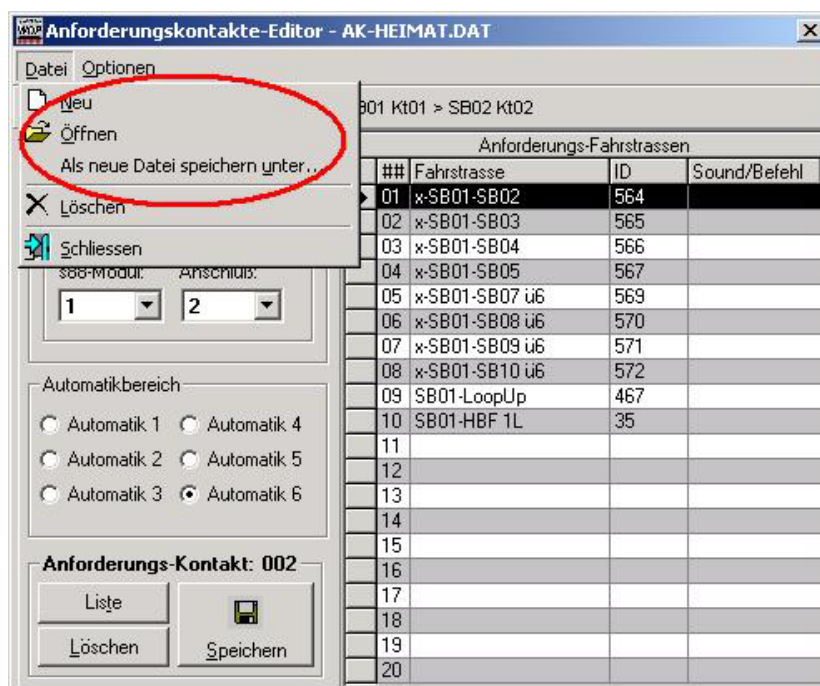 Anforderungskontakte-Editor - AK-HEIMAT.DAT
Datei Optionen
Neu
Öffnen
Als neue Datei speichern unter...
Löschen
Schliessen
B01 Kt01 > SB02 Kt02
s88-Modul: Anschluß:
1 2
Automatikbereich
Automatik 1 Automatik 4
Automatik 2 Automatik 5
Automatik 3 Automatik 6
Anforderungs-Kontakt: 002
Liste
Löschen
Speichern
Anforderungs-Fahrstrassen
## Fahrstrasse ID Sound/Befehl
01 x-SB01-SB02 564
02 x-SB01-SB03 565
03 x-SB01-SB04 566
04 x-SB01-SB05 567
05 x-SB01-SB07 ü6 569
06 x-SB01-SB08 ü6 570
07 x-SB01-SB09 ü6 571
08 x-SB01-SB10 ü6 572
09 SB01-LoopUp 467
10 SB01-HBF 1L 35
11
12
13
14
15
16
17
18
19
20